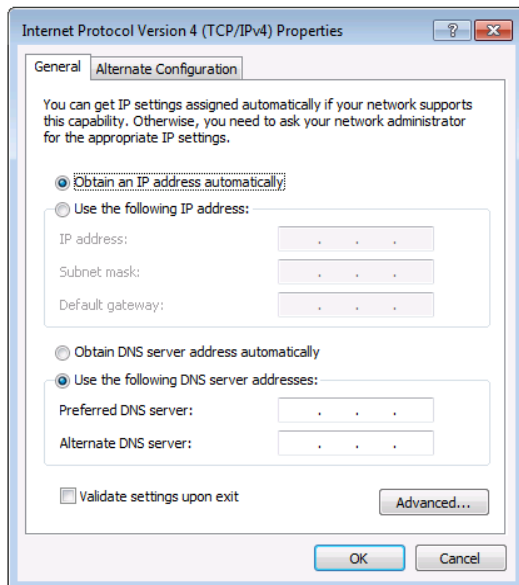 Internet Protocol Version 4 (TCP/IPv4) Properties
?
General
Alternate Configuration
You can get IP settings assigned automatically if your network supports
this capability. Otherwise, you need to ask your network administrator
for the appropriate IP settings.
Obtain an IP address automatically
Use the following IP address:
IP address: . . .
Subnet mask: . . .
Default gateway: . . .
Obtain DNS server address automatically
Use the following DNS server addresses:
Preferred DNS server: . . .
Alternate DNS server: . . .
Validate settings upon exit
Advanced...
OK
Cancel